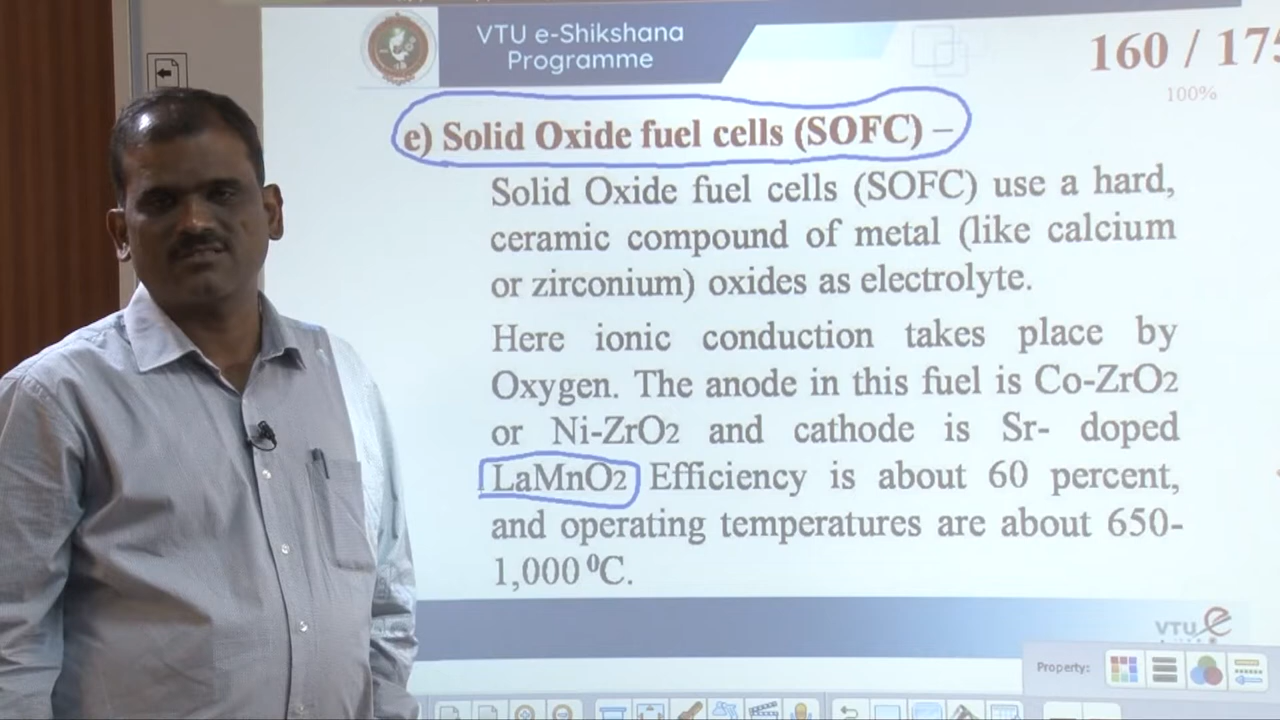 VTU e-Shikshana
Programme
160 / 175
100%
e) Solid Oxide fuel cells (SOFC) –
Solid Oxide fuel cells (SOFC) use a hard,
ceramic compound of metal (like calcium
or zirconium) oxides as electrolyte.
Here ionic conduction takes place by
Oxygen. The anode in this fuel is Co-ZrO2
or Ni-ZrO2 and cathode is Sr- doped
LaMnO2 Efficiency is about 60 percent,
and operating temperatures are about 650-
1,000 ⁰C.
VTU e
Property: